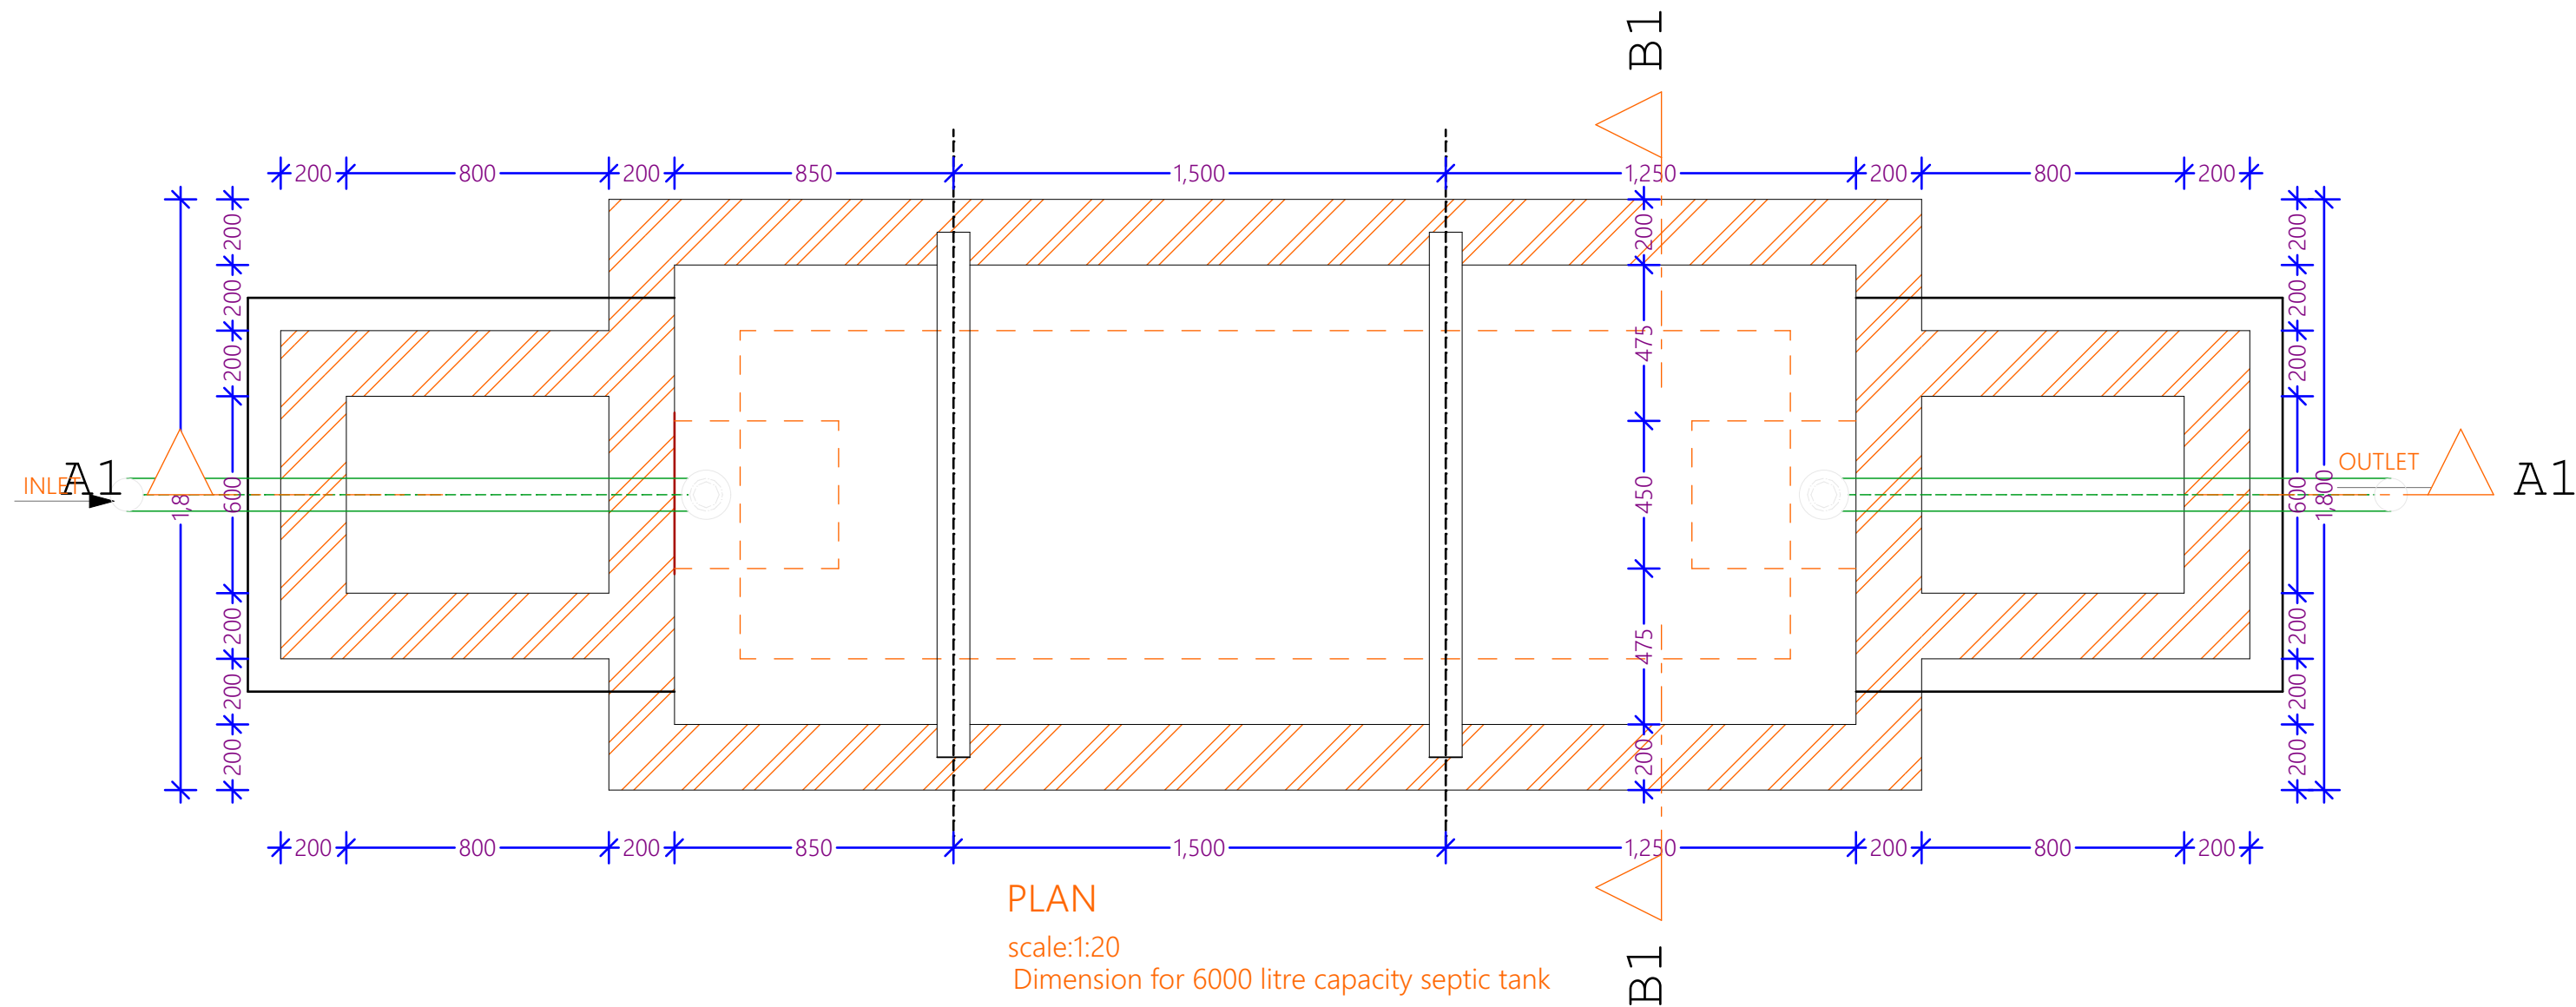 B1
200 800 200 850 1,500 1,250 200 800 200
200 200 200 600 200 200 200
1,8
200 475 450 475 200
200 200 200 600 200 200 200
1,800
INLET
A1
OUTLET
A1
200 800 200 850 1,500 1,250 200 800 200
PLAN
scale:1:20
Dimension for 6000 litre capacity septic tank
B1